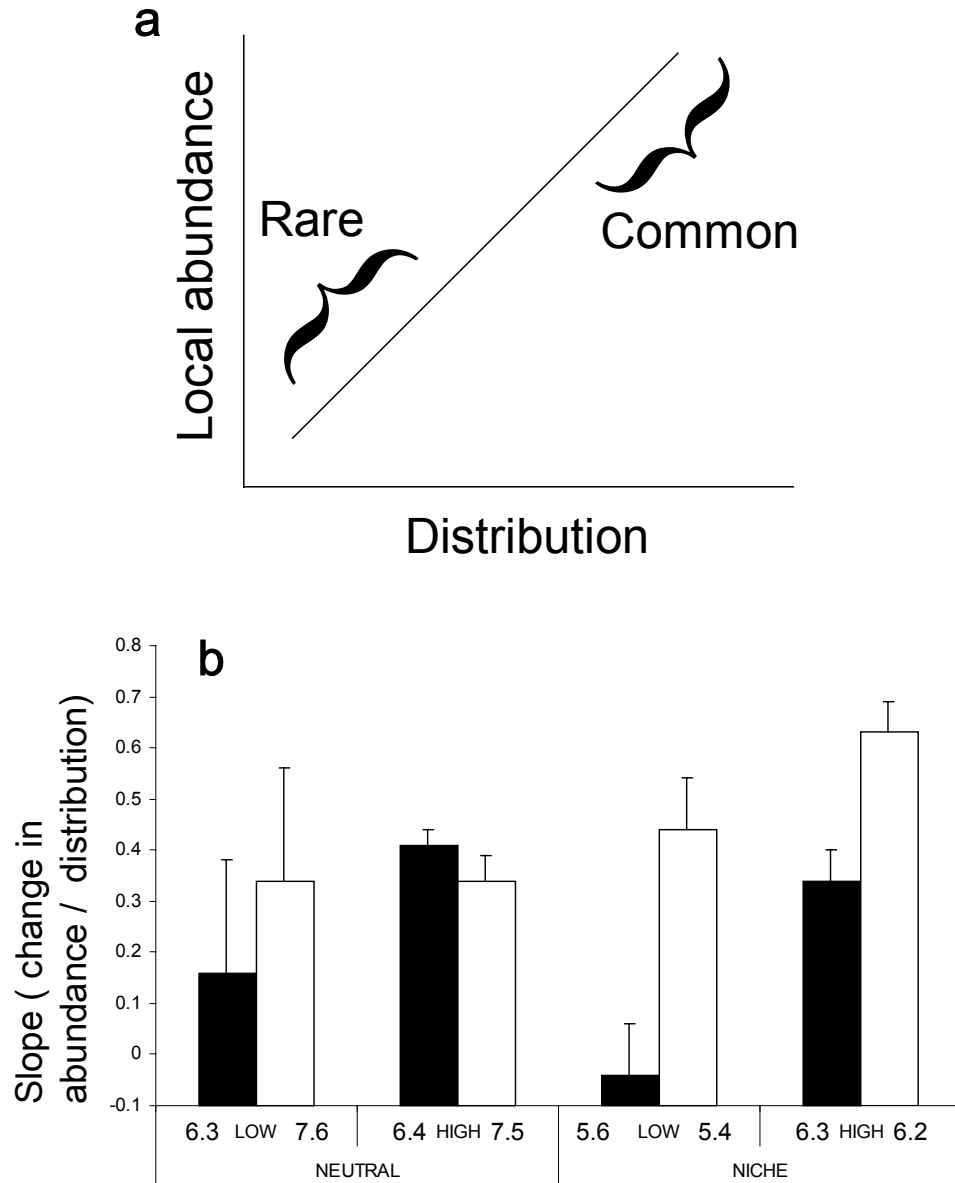 a
Local abundance
Rare
Common
Distribution
b
Slope ( change in
abundance / distribution)
0.8
0.7
0.6
0.5
0.4
0.3
0.2
0.1
0
-0.1
6.3 LOW 7.6 6.4 HIGH 7.5 5.6 LOW 5.4 6.3 HIGH 6.2
NEUTRAL NICHE